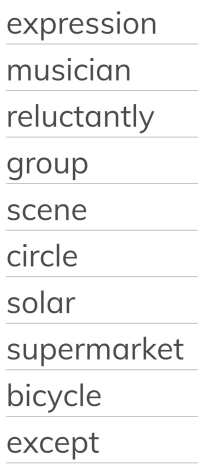 expression
musician
reluctantly
group
scene
circle
solar
supermarket
bicycle
except